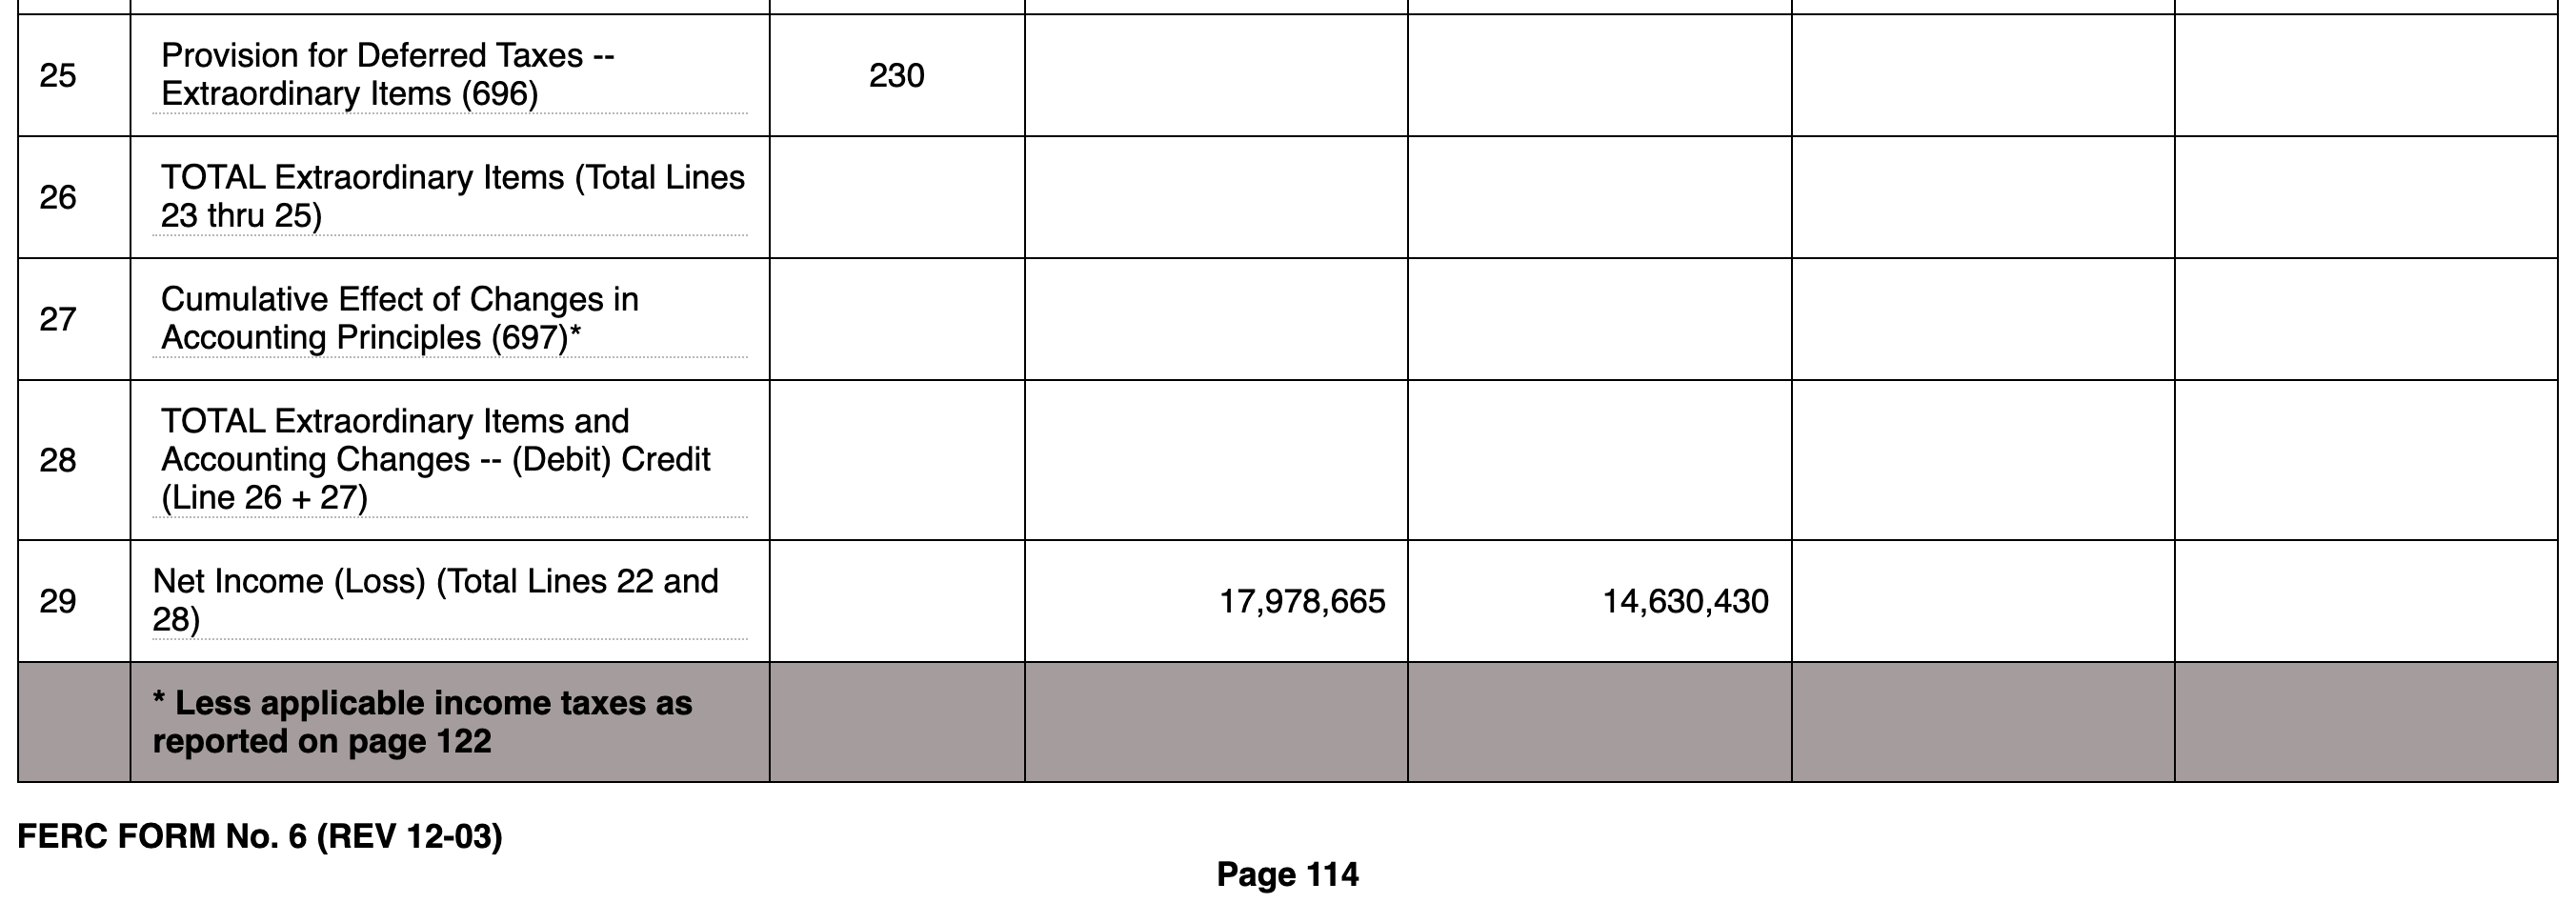 25
Provision for Deferred Taxes --
Extraordinary Items (696)
230
26
TOTAL Extraordinary Items (Total Lines
23 thru 25)
27
Cumulative Effect of Changes in
Accounting Principles (697)*
28
TOTAL Extraordinary Items and
Accounting Changes -- (Debit) Credit
(Line 26 + 27)
29
Net Income (Loss) (Total Lines 22 and
28)
17,978,665
14,630,430
* Less applicable income taxes as
reported on page 122
FERC FORM No. 6 (REV 12-03)
Page 114